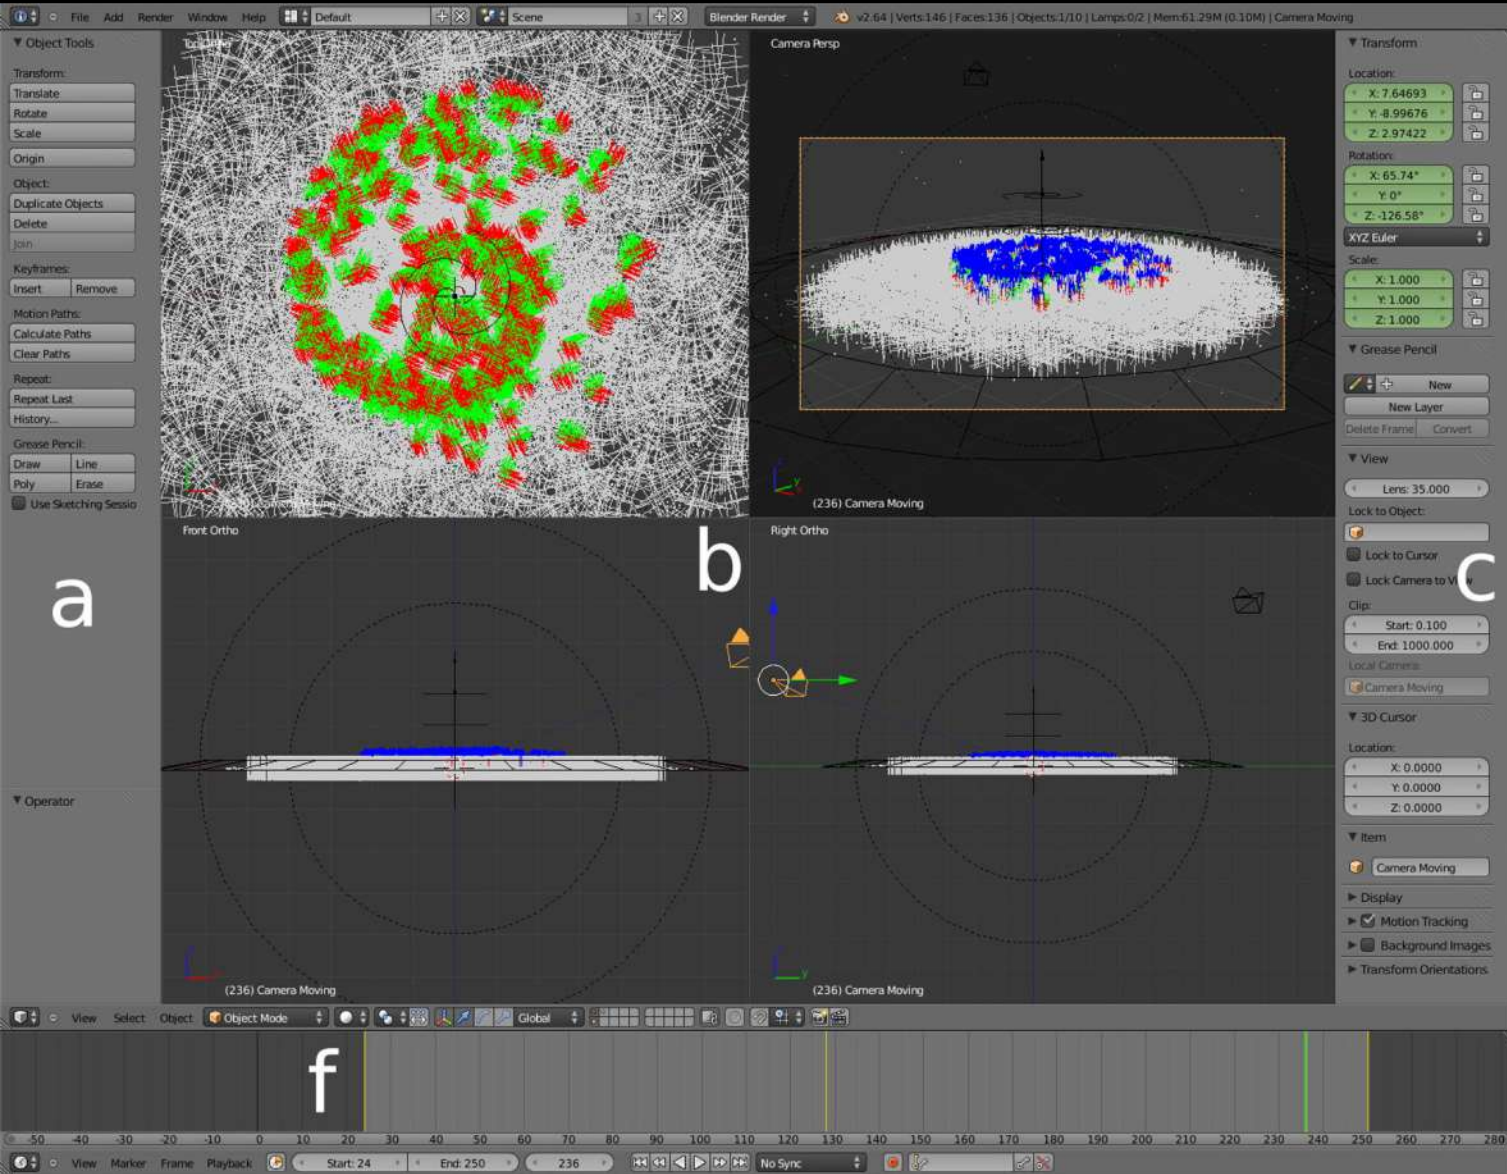 File Add Render Window Help Default Scene 3 Blender Render v2.64 | Verts:146 | Faces:136 | Objects:1/10 | Lamps:0/2 | Mem:61.29M (0.10M) | Camera Moving
Object Tools
Transform:
Translate
Rotate
Scale
Origin
Object:
Duplicate Objects
Delete
Join
Keyframes:
Insert Remove
Motion Paths:
Calculate Paths
Clear Paths
Repeat:
Repeat Last
History...
Grease Pencil:
Draw Line
Poly Erase
Use Sketching Sessio
a
Operator
Camera Persp
y
(236) Camera Moving
Front Ortho
b
(236) Camera Moving
Right Ortho
y
(236) Camera Moving
Transform
Location:
X: 7.64693
Y: -8.99676
Z: 2.97422
Rotation:
X: 65.74°
Y: 0°
Z: -126.58°
XYZ Euler
Scale:
X: 1.000
Y: 1.000
Z: 1.000
Grease Pencil
New
New Layer
Delete Frame Convert
View
Lens: 35.000
Lock to Object:
Lock to Cursor
Lock Camera to View
c
Clip:
Start: 0.100
End: 1000.000
Local Camera:
Camera Moving
3D Cursor
Location:
X: 0.0000
Y: 0.0000
Z: 0.0000
Item
Camera Moving
Display
Motion Tracking
Background Images
Transform Orientations
View Select Object Object Mode Global
f
-50 -40 -30 -20 -10 0 10 20 30 40 50 60 70 80 90 100 110 120 130 140 150 160 170 180 190 200 210 220 230 240 250 260 270 280
View Marker Frame Playback Start: 24 End: 250 236 No Sync